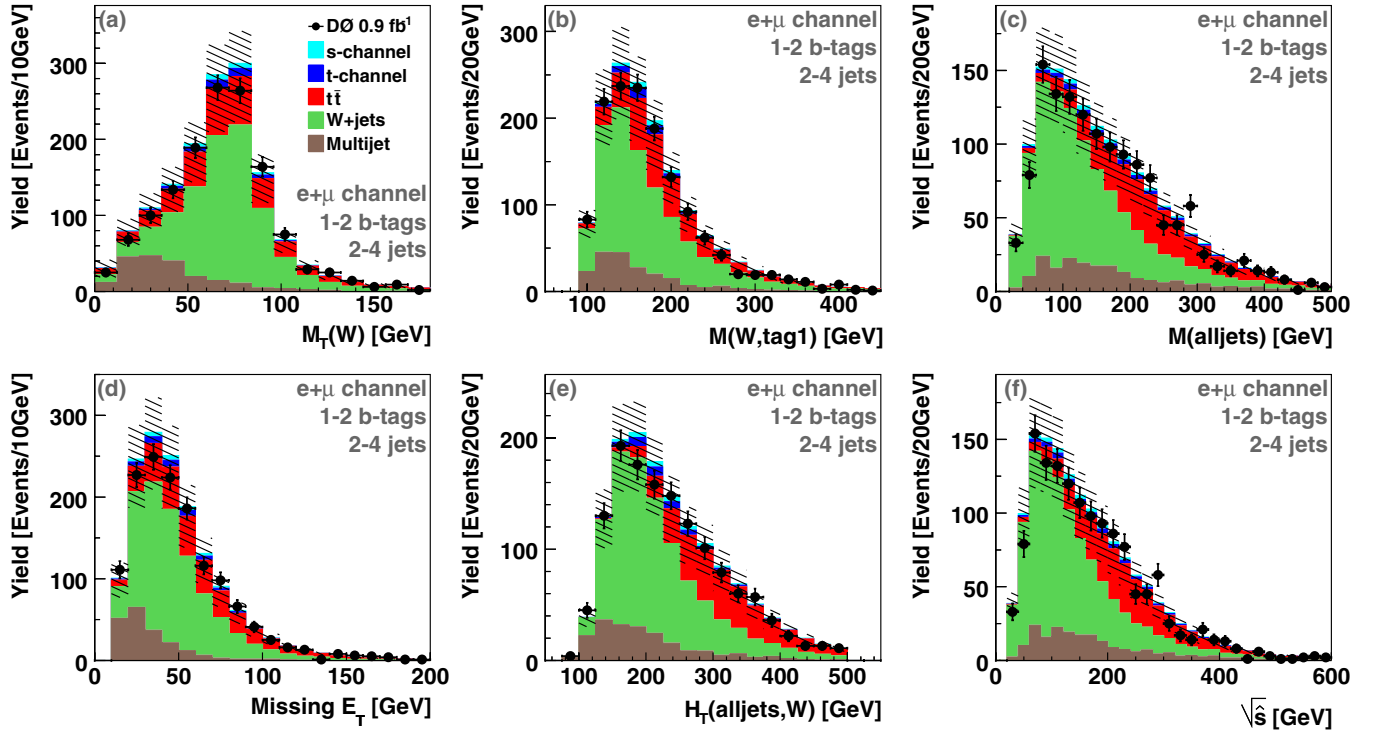 (a)
DØ 0.9 fb¹
s-channel
t-channel
tt̄
W+jets
Multijet
e+μ channel
1-2 b-tags
2-4 jets
Yield [Events/10GeV]
300
200
100
0
0 50 100 150
M_T(W) [GeV]
(b)
e+μ channel
1-2 b-tags
2-4 jets
Yield [Events/20GeV]
300
200
100
0
100 200 300 400
M(W,tag1) [GeV]
(c)
e+μ channel
1-2 b-tags
2-4 jets
Yield [Events/20GeV]
150
100
50
0
0 100 200 300 400 500
M(alljets) [GeV]
(d)
e+μ channel
1-2 b-tags
2-4 jets
Yield [Events/10GeV]
300
200
100
0
0 50 100 150 200
Missing E_T [GeV]
(e)
e+μ channel
1-2 b-tags
2-4 jets
Yield [Events/20GeV]
200
100
0
100 200 300 400 500
H_T(alljets,W) [GeV]
(f)
e+μ channel
1-2 b-tags
2-4 jets
Yield [Events/20GeV]
150
100
50
0
0 200 400 600
√ŝ [GeV]